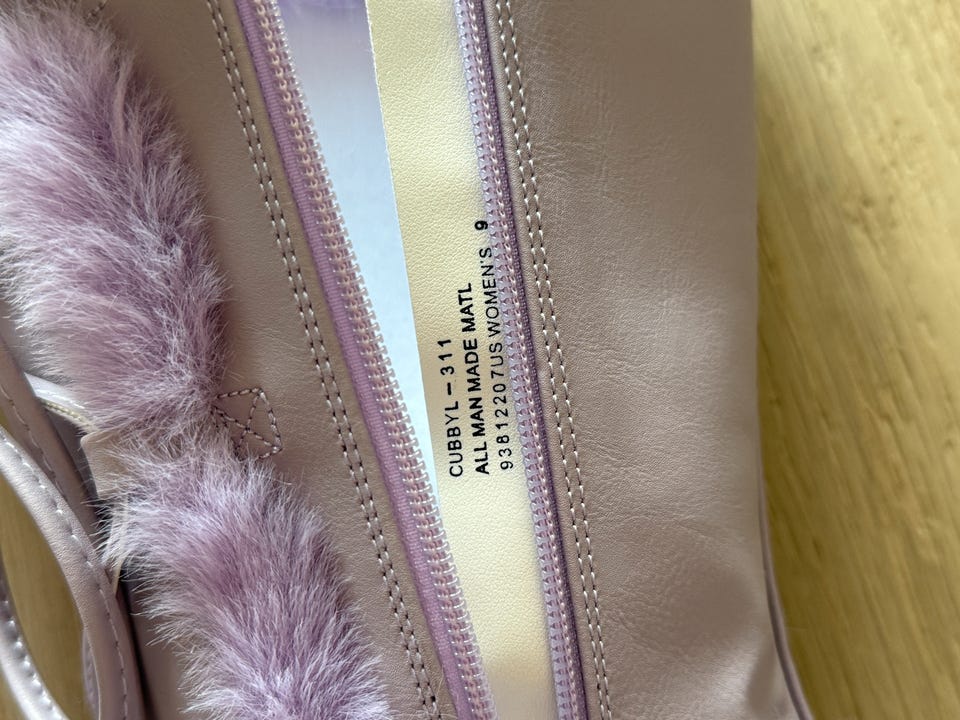 CUBBYL – 311
ALL MAN MADE MATL
93812207US WOMEN'S 9